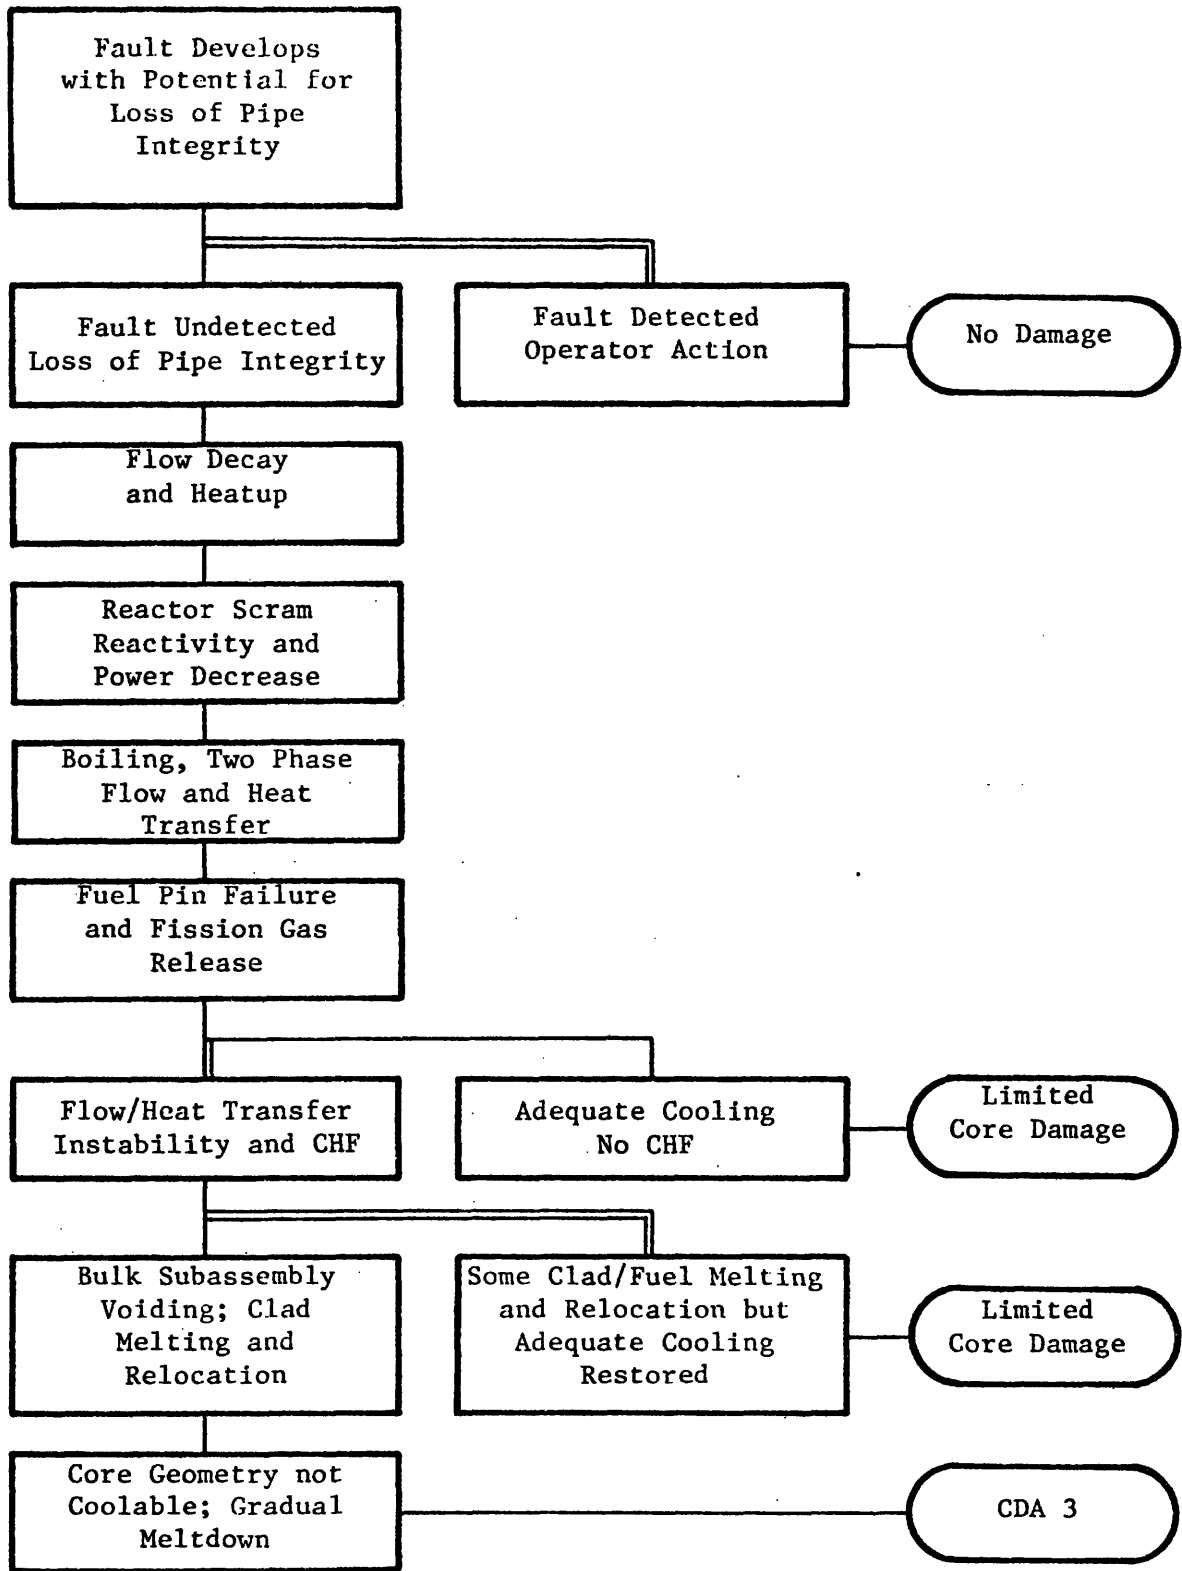 Fault Develops
with Potential for
Loss of Pipe
Integrity
Fault Undetected
Loss of Pipe Integrity
Fault Detected
Operator Action
No Damage
Flow Decay
and Heatup
Reactor Scram
Reactivity and
Power Decrease
Boiling, Two Phase
Flow and Heat
Transfer
Fuel Pin Failure
and Fission Gas
Release
Flow/Heat Transfer
Instability and CHF
Adequate Cooling
No CHF
Limited
Core Damage
Bulk Subassembly
Voiding; Clad
Melting and
Relocation
Some Clad/Fuel Melting
and Relocation but
Adequate Cooling
Restored
Limited
Core Damage
Core Geometry not
Coolable; Gradual
Meltdown
CDA 3